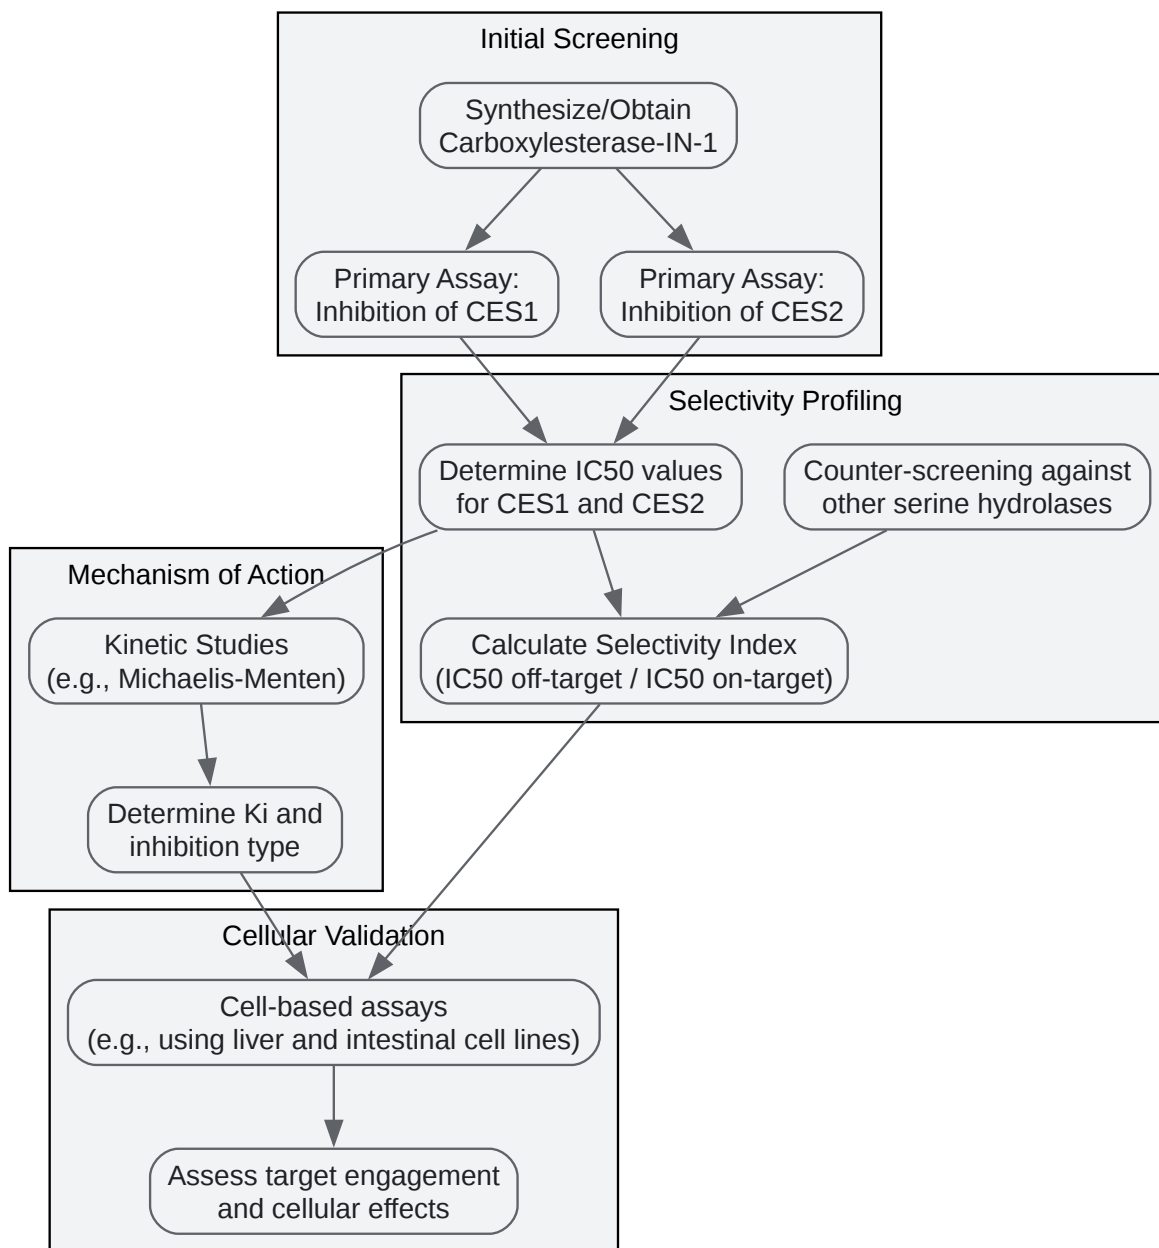 Initial Screening
Synthesize/Obtain
Carboxylesterase-IN-1
Primary Assay:
Inhibition of CES1
Primary Assay:
Inhibition of CES2
Selectivity Profiling
Determine IC50 values
for CES1 and CES2
Counter-screening against
other serine hydrolases
Mechanism of Action
Kinetic Studies
(e.g., Michaelis-Menten)
Calculate Selectivity Index
(IC50 off-target / IC50 on-target)
Determine Ki and
inhibition type
Cellular Validation
Cell-based assays
(e.g., using liver and intestinal cell lines)
Assess target engagement
and cellular effects